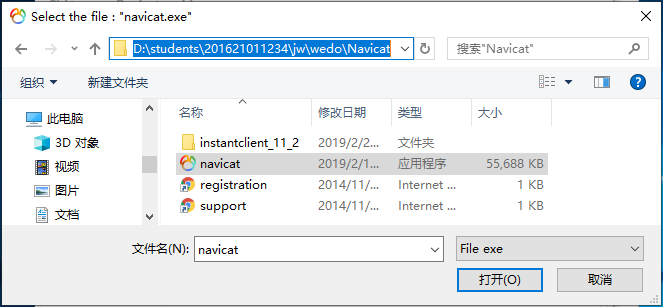 Select the file : "navicat.exe"
D:\students\201621011234\jw\wedo\Navicat
搜索"Navicat"
组织
新建文件夹
此电脑
3D 对象
视频
图片
文档
名称 修改日期 类型 大小
instantclient_11_2 2019/2/2... 文件夹
navicat 2019/2/1... 应用程序 55,688 KB
registration 2014/11/... Internet ... 1 KB
support 2014/11/... Internet ... 1 KB
文件名(N): navicat File exe
打开(O) 取消